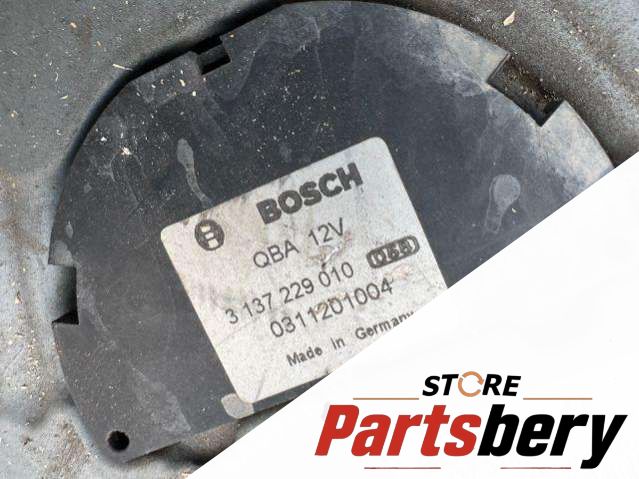 BOSCH
QBA 12V
3 137 229 010
0311201004
Made in Germany
STORE
Partsbery